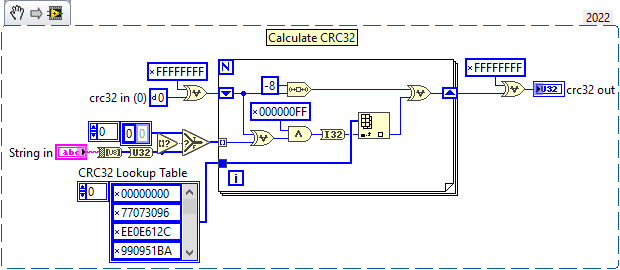 2022
Calculate CRC32
× FFFFFFFF
N
-8
× FFFFFFFF
crc32 in (0)
0
U32
crc32 out
× 000000FF
0
0 0
I32
String in
abc
[U8]
U32
[]?
[]
CRC32 Lookup Table
i
0
× 00000000
× 77073096
× EE0E612C
× 990951BA